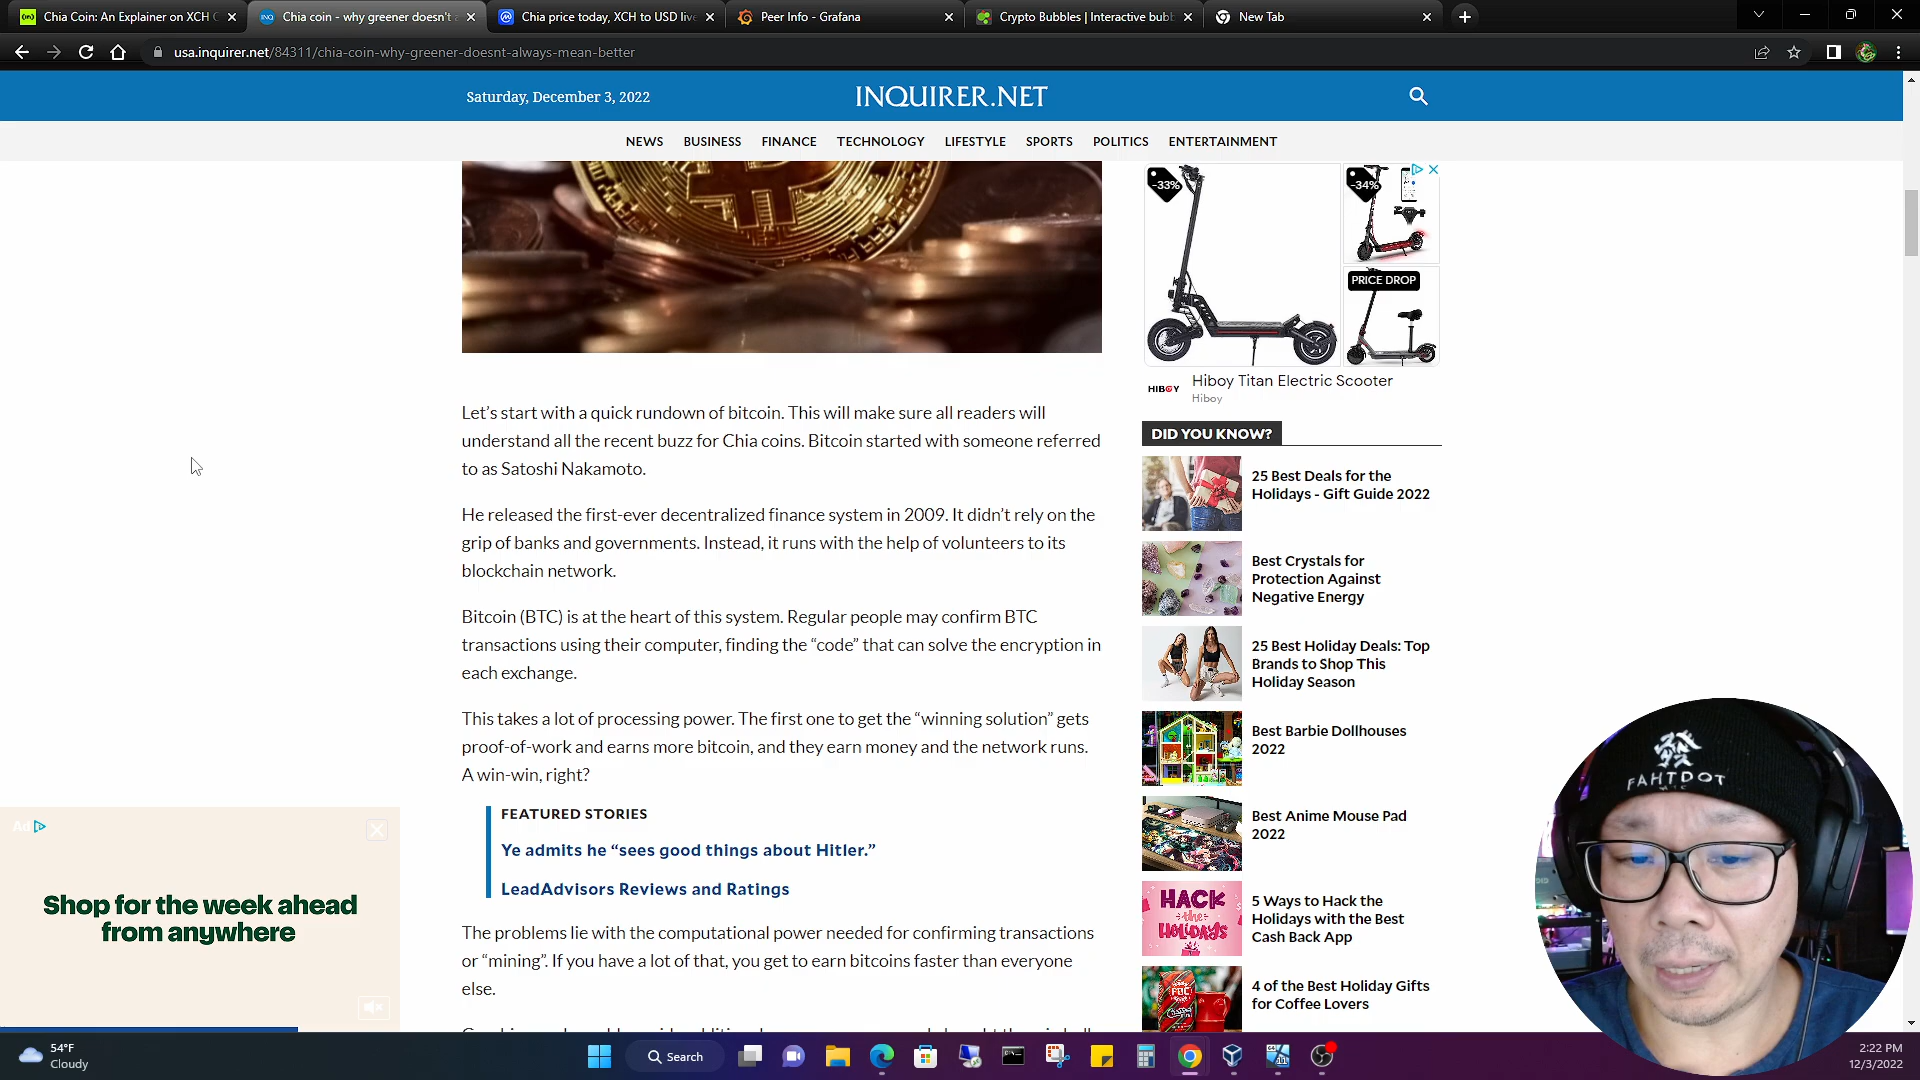 Chia Coin: An Explainer on XCH C
Chia coin - why greener doesn't a
Chia price today, XCH to USD live
Peer Info - Grafana
Crypto Bubbles | Interactive bubb
New Tab
usa.inquirer.net/84311/chia-coin-why-greener-doesnt-always-mean-better
Saturday, December 3, 2022
INQUIRER.NET
NEWS
BUSINESS
FINANCE
TECHNOLOGY
LIFESTYLE
SPORTS
POLITICS
ENTERTAINMENT
-33%
-34%
PRICE DROP
HIBOY
Hiboy Titan Electric Scooter
Hiboy
Let's start with a quick rundown of bitcoin. This will make sure all readers will
understand all the recent buzz for Chia coins. Bitcoin started with someone referred
to as Satoshi Nakamoto.
He released the first-ever decentralized finance system in 2009. It didn't rely on the
grip of banks and governments. Instead, it runs with the help of volunteers to its
blockchain network.
Bitcoin (BTC) is at the heart of this system. Regular people may confirm BTC
transactions using their computer, finding the “code” that can solve the encryption in
each exchange.
This takes a lot of processing power. The first one to get the “winning solution” gets
proof-of-work and earns more bitcoin, and they earn money and the network runs.
A win-win, right?
FEATURED STORIES
Ye admits he “sees good things about Hitler.”
LeadAdvisors Reviews and Ratings
The problems lie with the computational power needed for confirming transactions
or “mining”. If you have a lot of that, you get to earn bitcoins faster than everyone
else.
DID YOU KNOW?
25 Best Deals for the
Holidays - Gift Guide 2022
Best Crystals for
Protection Against
Negative Energy
25 Best Holiday Deals: Top
Brands to Shop This
Holiday Season
Best Barbie Dollhouses
2022
Best Anime Mouse Pad
2022
HACK
the
HOLIDAYS
5 Ways to Hack the
Holidays with the Best
Cash Back App
4 of the Best Holiday Gifts
for Coffee Lovers
Ad
Shop for the week ahead
from anywhere
FAHTDOT
54°F
Cloudy
Search
2:22 PM
12/3/2022